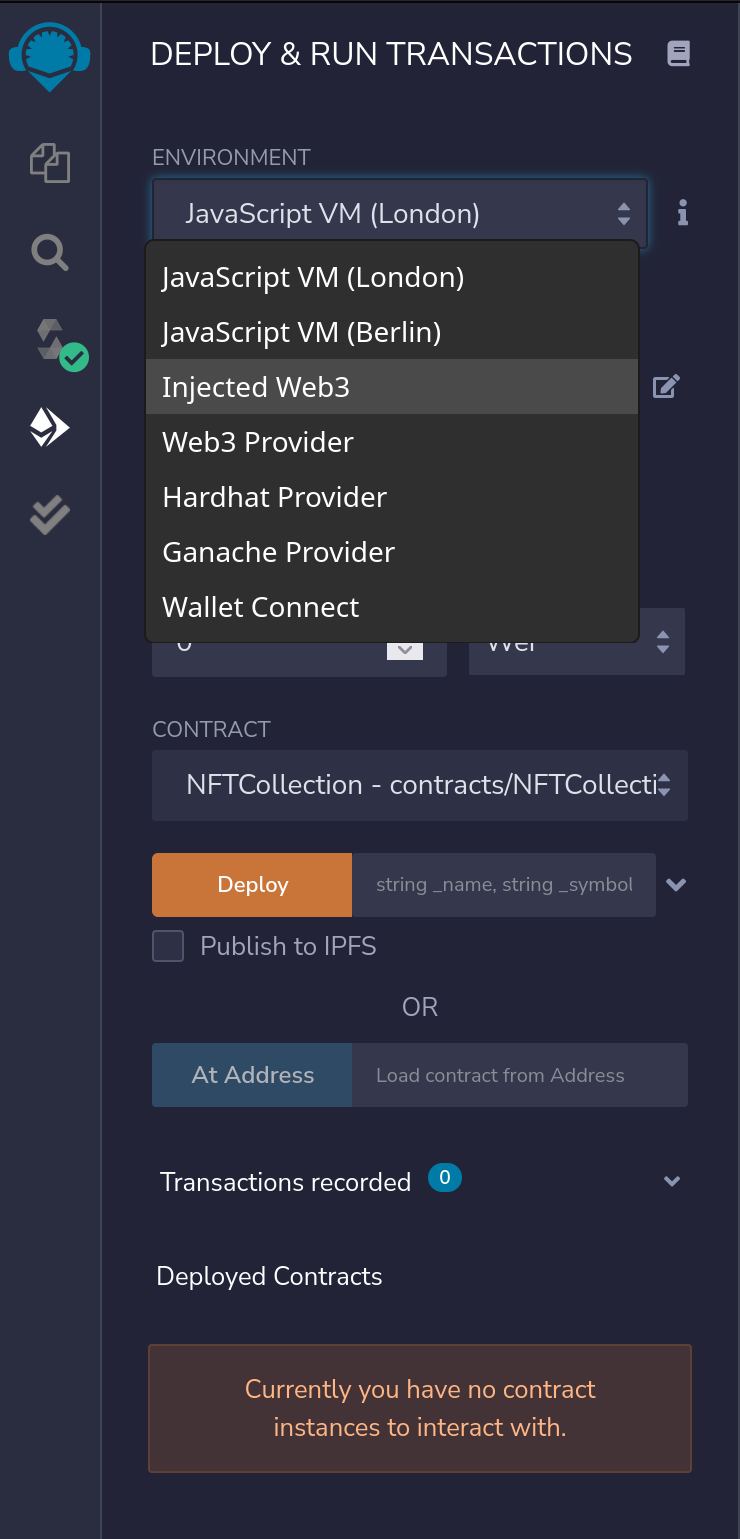 DEPLOY & RUN TRANSACTIONS
ENVIRONMENT
JavaScript VM (London)
JavaScript VM (London)
JavaScript VM (Berlin)
Injected Web3
Web3 Provider
Hardhat Provider
Ganache Provider
Wallet Connect
0 Wei
CONTRACT
NFTCollection - contracts/NFTCollecti
Deploy string _name, string _symbol
Publish to IPFS
OR
At Address Load contract from Address
Transactions recorded 0
Deployed Contracts
Currently you have no contract
instances to interact with.